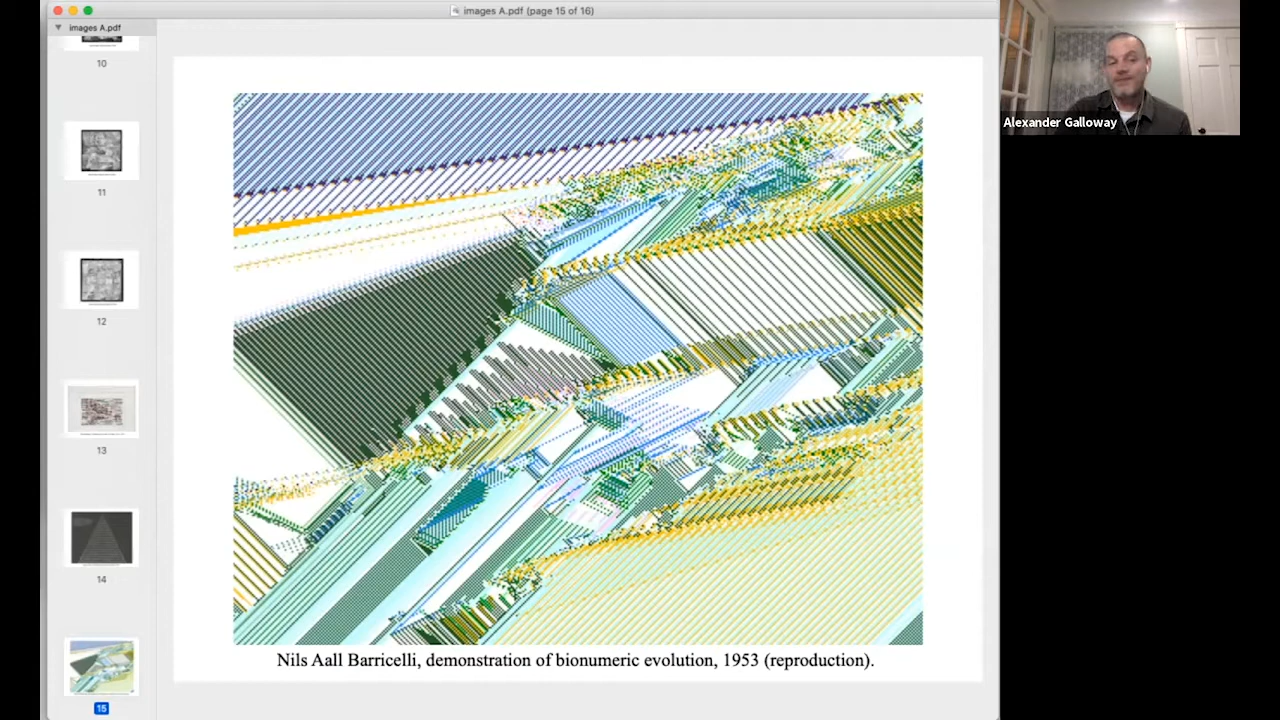 images A.pdf (page 15 of 16)
images A.pdf
10
11
12
13
14
15
Nils Aall Barricelli, demonstration of bionumeric evolution, 1953 (reproduction).
Alexander Galloway